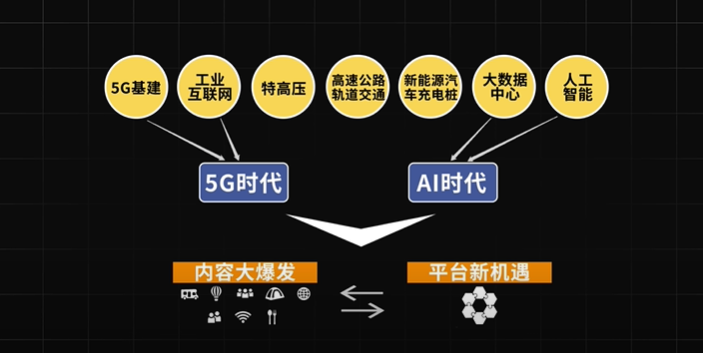 5G基建
工业
互联网
特高压
高速公路
轨道交通
新能源汽
车充电桩
大数据
中心
人工
智能
5G时代
AI时代
内容大爆发
平台新机遇